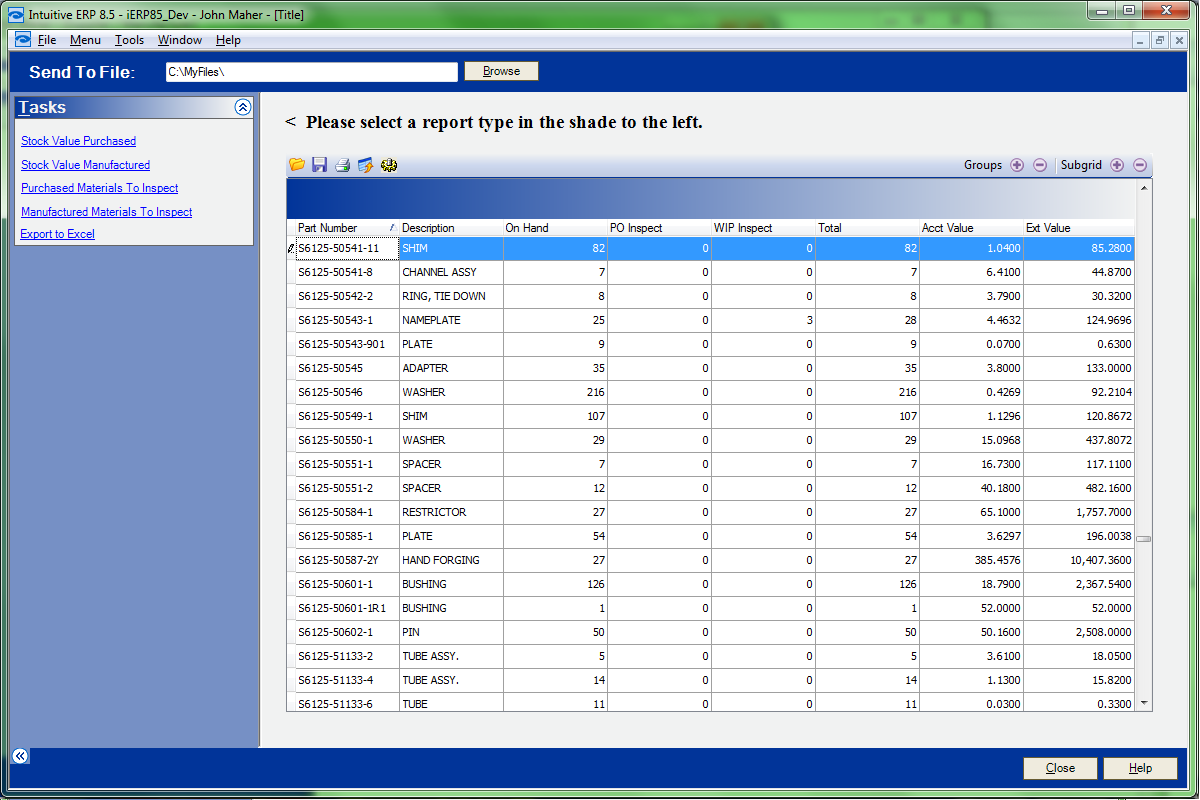 Intuitive ERP 8.5 - iERP85_Dev - John Maher - [Title]
File Menu Tools Window Help
Send To File: C:\MyFiles\ Browse
Tasks
Stock Value Purchased
Stock Value Manufactured
Purchased Materials To Inspect
Manufactured Materials To Inspect
Export to Excel
< Please select a report type in the shade to the left.
Groups Subgrid
Part Number Description On Hand PO Inspect WIP Inspect Total Acct Value Ext Value
S6125-50541-11 SHIM 82 0 0 82 1.0400 85.2800
S6125-50541-8 CHANNEL ASSY 7 0 0 7 6.4100 44.8700
S6125-50542-2 RING, TIE DOWN 8 0 0 8 3.7900 30.3200
S6125-50543-1 NAMEPLATE 25 0 3 28 4.4632 124.9696
S6125-50543-901 PLATE 9 0 0 9 0.0700 0.6300
S6125-50545 ADAPTER 35 0 0 35 3.8000 133.0000
S6125-50546 WASHER 216 0 0 216 0.4269 92.2104
S6125-50549-1 SHIM 107 0 0 107 1.1296 120.8672
S6125-50550-1 WASHER 29 0 0 29 15.0968 437.8072
S6125-50551-1 SPACER 7 0 0 7 16.7300 117.1100
S6125-50551-2 SPACER 12 0 0 12 40.1800 482.1600
S6125-50584-1 RESTRICTOR 27 0 0 27 65.1000 1,757.7000
S6125-50585-1 PLATE 54 0 0 54 3.6297 196.0038
S6125-50587-2Y HAND FORGING 27 0 0 27 385.4576 10,407.3600
S6125-50601-1 BUSHING 126 0 0 126 18.7900 2,367.5400
S6125-50601-1R1 BUSHING 1 0 0 1 52.0000 52.0000
S6125-50602-1 PIN 50 0 0 50 50.1600 2,508.0000
S6125-51133-2 TUBE ASSY. 5 0 0 5 3.6100 18.0500
S6125-51133-4 TUBE ASSY. 14 0 0 14 1.1300 15.8200
S6125-51133-6 TUBE 11 0 0 11 0.0300 0.3300
Close Help